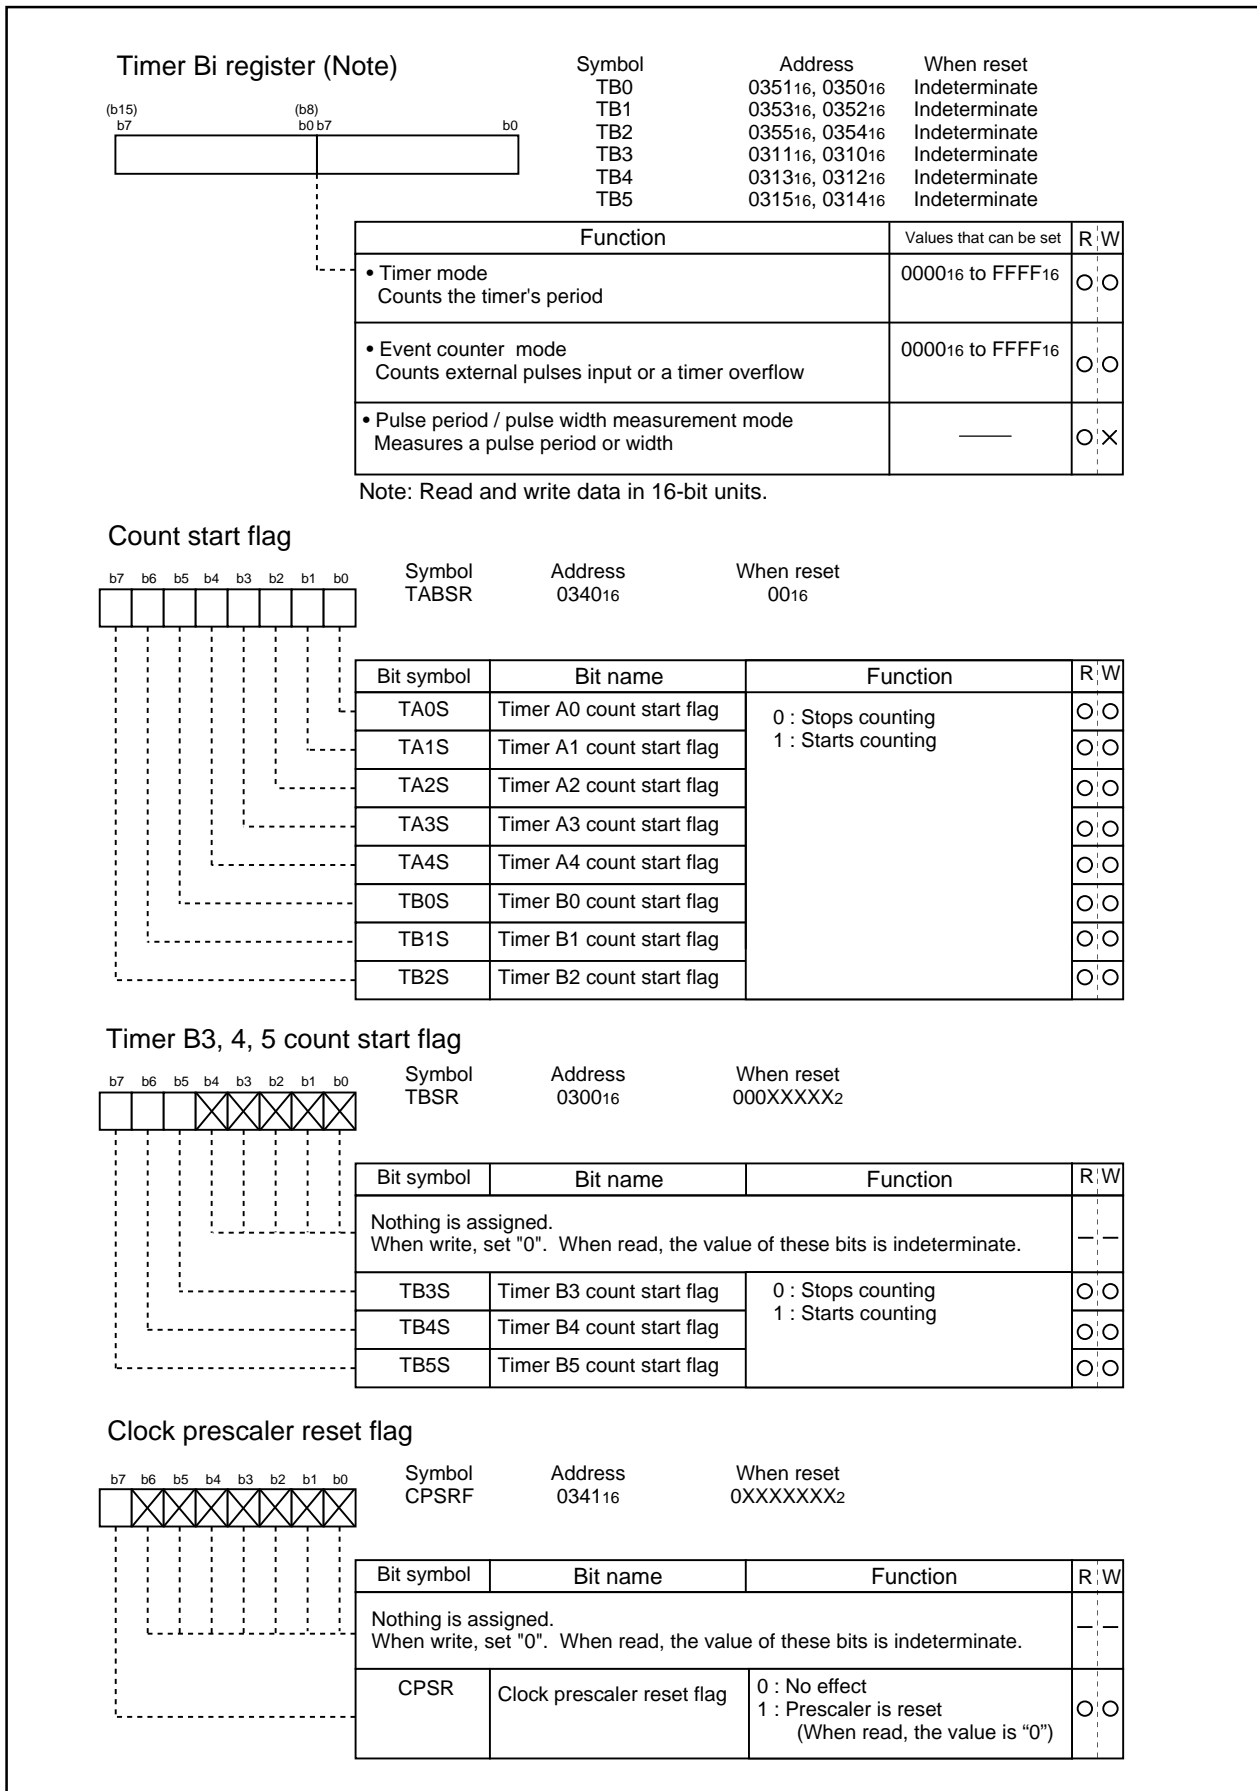 Timer Bi register (Note)
Symbol Address When reset
TB0 035116, 035016 Indeterminate
TB1 035316, 035216 Indeterminate
TB2 035516, 035416 Indeterminate
TB3 031116, 031016 Indeterminate
TB4 031316, 031216 Indeterminate
TB5 031516, 031416 Indeterminate
(b15) (b8)
b7 b0 b7 b0
Function Values that can be set R W
• Timer mode 000016 to FFFF16
Counts the timer's period
• Event counter mode 000016 to FFFF16
Counts external pulses input or a timer overflow
• Pulse period / pulse width measurement mode
Measures a pulse period or width
Note: Read and write data in 16-bit units.
Count start flag
Symbol Address When reset
TABSR 034016 0016
b7 b6 b5 b4 b3 b2 b1 b0
Bit symbol Bit name Function R W
TA0S Timer A0 count start flag 0 : Stops counting
1 : Starts counting
TA1S Timer A1 count start flag
TA2S Timer A2 count start flag
TA3S Timer A3 count start flag
TA4S Timer A4 count start flag
TB0S Timer B0 count start flag
TB1S Timer B1 count start flag
TB2S Timer B2 count start flag
Timer B3, 4, 5 count start flag
Symbol Address When reset
TBSR 030016 000XXXXX2
b7 b6 b5 b4 b3 b2 b1 b0
Bit symbol Bit name Function R W
Nothing is assigned.
When write, set "0". When read, the value of these bits is indeterminate.
TB3S Timer B3 count start flag 0 : Stops counting
1 : Starts counting
TB4S Timer B4 count start flag
TB5S Timer B5 count start flag
Clock prescaler reset flag
Symbol Address When reset
CPSRF 034116 0XXXXXXX2
b7 b6 b5 b4 b3 b2 b1 b0
Bit symbol Bit name Function R W
Nothing is assigned.
When write, set "0". When read, the value of these bits is indeterminate.
CPSR Clock prescaler reset flag 0 : No effect
1 : Prescaler is reset
(When read, the value is “0”)